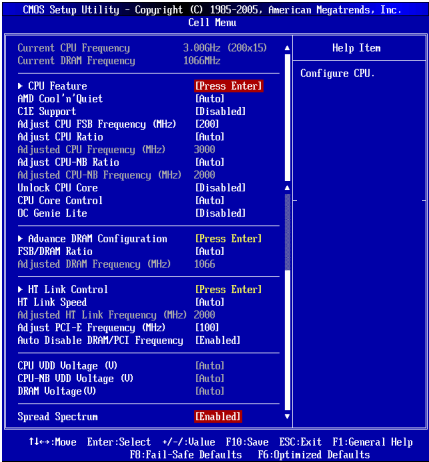 CMOS Setup Utility - Copyright (C) 1985-2005, American Megatrends, Inc.
Cell Menu
Current CPU Frequency 3.00GHz (200x15)
Current DRAM Frequency 1066MHz
Help Item
Configure CPU.
▶ CPU Feature [Press Enter]
AMD Cool'n'Quiet [Auto]
C1E Support [Disabled]
Adjust CPU FSB Frequency (MHz) [200]
Adjust CPU Ratio [Auto]
Adjusted CPU Frequency (MHz) 3000
Adjust CPU-NB Ratio [Auto]
Adjusted CPU-NB Frequency (MHz) 2000
Unlock CPU Core [Disabled]
CPU Core Control [Auto]
OC Genie Lite [Disabled]
▶ Advance DRAM Configuration [Press Enter]
FSB/DRAM Ratio [Auto]
Adjusted DRAM Frequency (MHz) 1066
▶ HT Link Control [Press Enter]
HT Link Speed [Auto]
Adjusted HT Link Frequency (MHz) 2000
Adjust PCI-E Frequency (MHz) [100]
Auto Disable DRAM/PCI Frequency [Enabled]
CPU VDD Voltage (V) [Auto]
CPU-NB VDD Voltage (V) [Auto]
DRAM Voltage(V) [Auto]
Spread Spectrum [Enabled]
↑↓←→:Move Enter:Select +/-/:Value F10:Save ESC:Exit F1:General Help
F8:Fail-Safe Defaults F6:Optimized Defaults